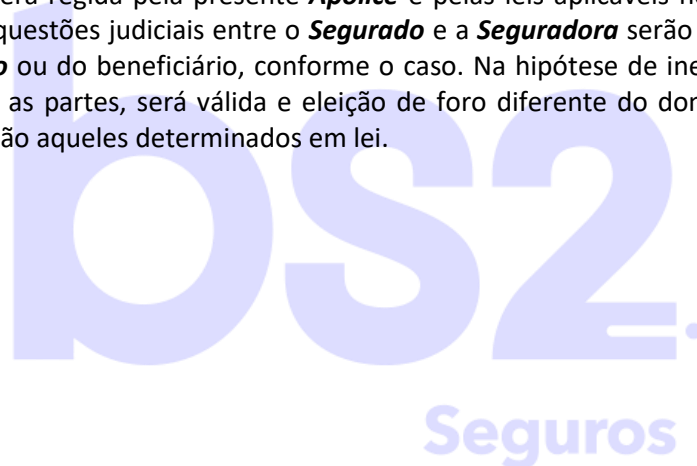 erá regida pela presente Apólice e pelas leis aplicáveis n
questões judiciais entre o Segurado e a Seguradora serão
o ou do beneficiário, conforme o caso. Na hipótese de ine
as partes, será válida e eleição de foro diferente do dom
ão aqueles determinados em lei.
bs2.
Seguros